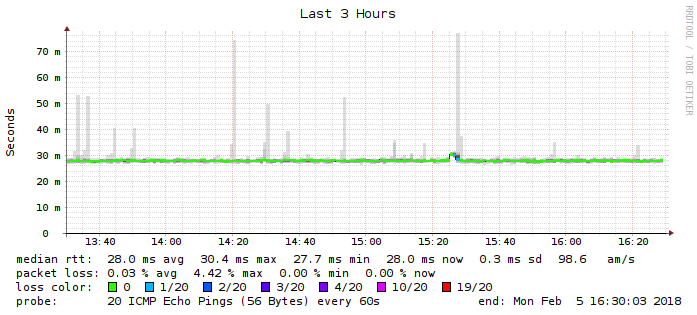 Last 3 Hours
RRDTOOL / TOBI OETIKER
Seconds
70 m
60 m
50 m
40 m
30 m
20 m
10 m
0
13:40 14:00 14:20 14:40 15:00 15:20 15:40 16:00 16:20
median rtt: 28.0 ms avg 30.4 ms max 27.7 ms min 28.0 ms now 0.3 ms sd 98.6 am/s
packet loss: 0.03 % avg 4.42 % max 0.00 % min 0.00 % now
loss color: 0 1/20 2/20 3/20 4/20 10/20 19/20
probe: 20 ICMP Echo Pings (56 Bytes) every 60s end: Mon Feb 5 16:30:03 2018